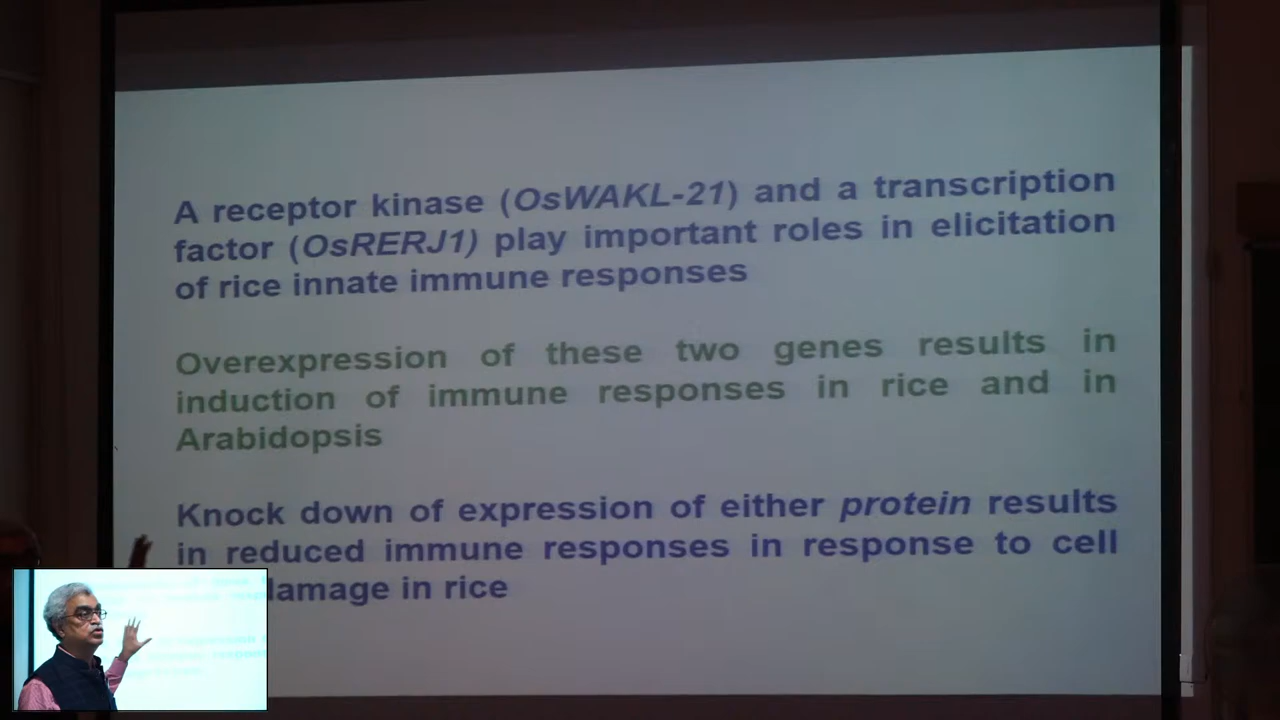 A receptor kinase (OsWAKL-21) and a transcription
factor (OsRERJ1) play important roles in elicitation
of rice innate immune responses
Overexpression of these two genes results in
induction of immune responses in rice and in
Arabidopsis
Knock down of expression of either protein results
in reduced immune responses in response to cell
damage in rice